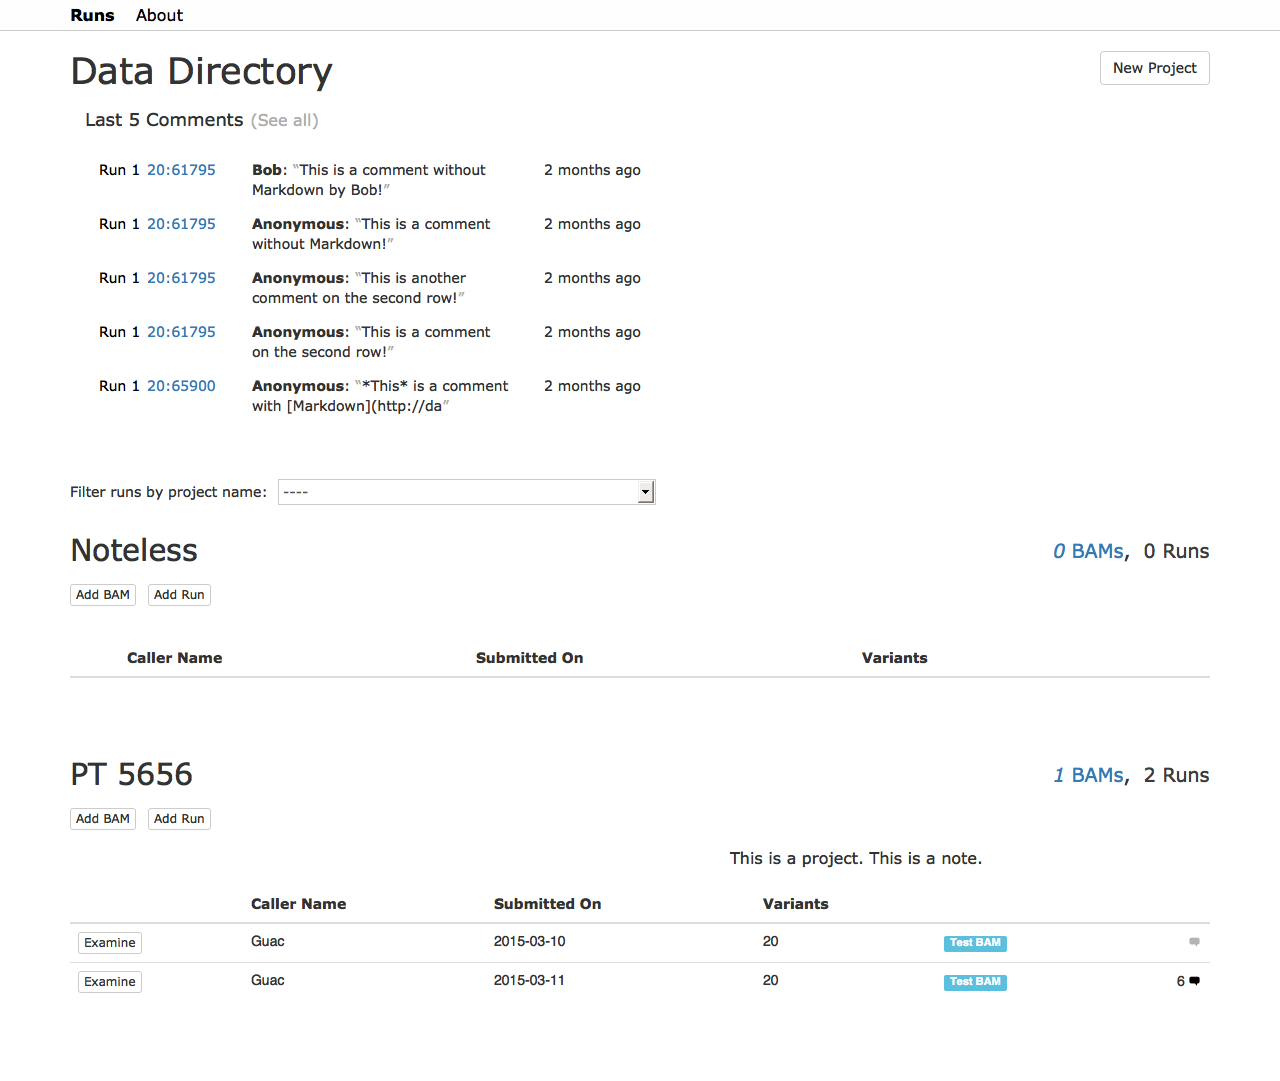 Runs About
Data Directory
New Project
Last 5 Comments (See all)
Run 1 20:61795 Bob: "This is a comment without 2 months ago
Markdown by Bob!"
Run 1 20:61795 Anonymous: "This is a comment 2 months ago
without Markdown!"
Run 1 20:61795 Anonymous: "This is another 2 months ago
comment on the second row!"
Run 1 20:61795 Anonymous: "This is a comment 2 months ago
on the second row!"
Run 1 20:65900 Anonymous: "*This* is a comment 2 months ago
with [Markdown](http://da"
Filter runs by project name: ----
Noteless 0 BAMs, 0 Runs
Add BAM Add Run
Caller Name Submitted On Variants
PT 5656 1 BAMs, 2 Runs
Add BAM Add Run
This is a project. This is a note.
Caller Name Submitted On Variants
Examine Guac 2015-03-10 20 Test BAM
Examine Guac 2015-03-11 20 Test BAM 6